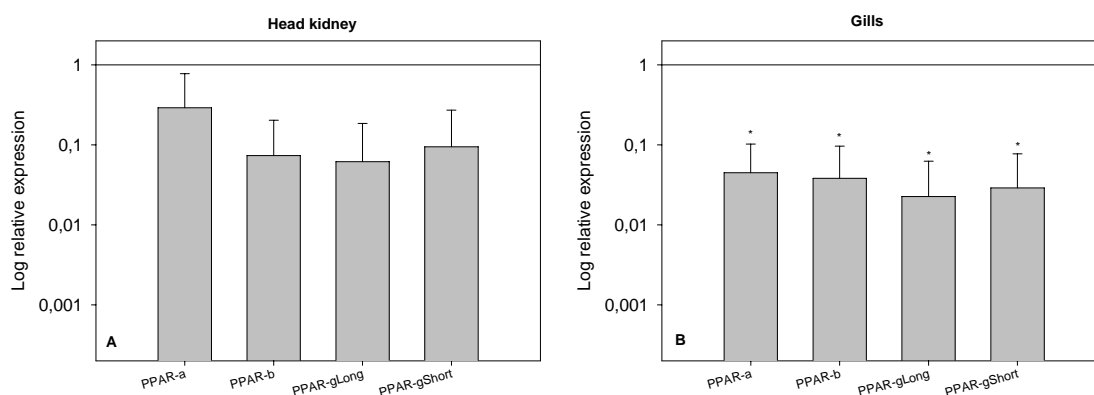 Head kidney
Log relative expression
1
0,1
0,01
0,001
A
PPAR-a
PPAR-b
PPAR-gLong
PPAR-gShort
Gills
Log relative expression
1
0,1
0,01
0,001
* * * *
B
PPAR-a
PPAR-b
PPAR-gLong
PPAR-gShort